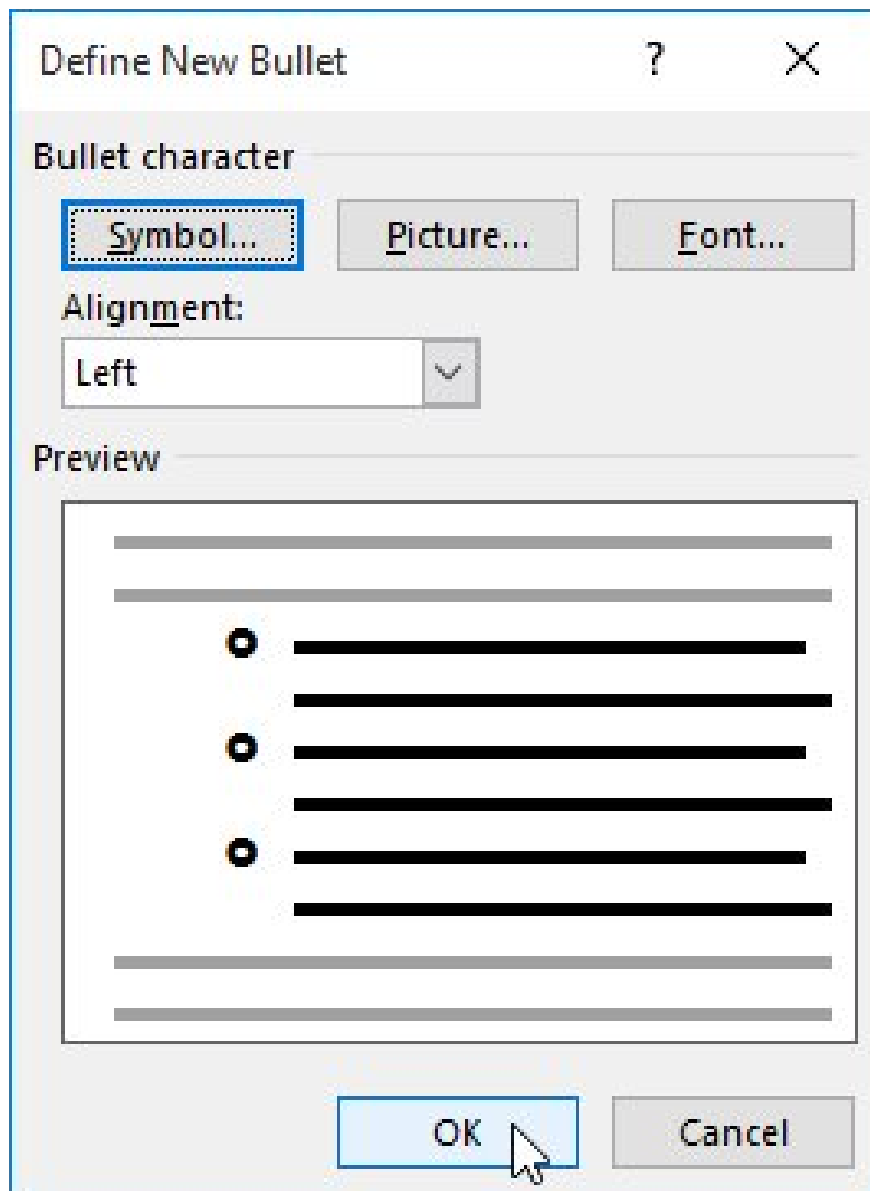 Define New Bullet ?
Bullet character
Symbol... Picture... Font...
Alignment:
Left
Preview
OK Cancel